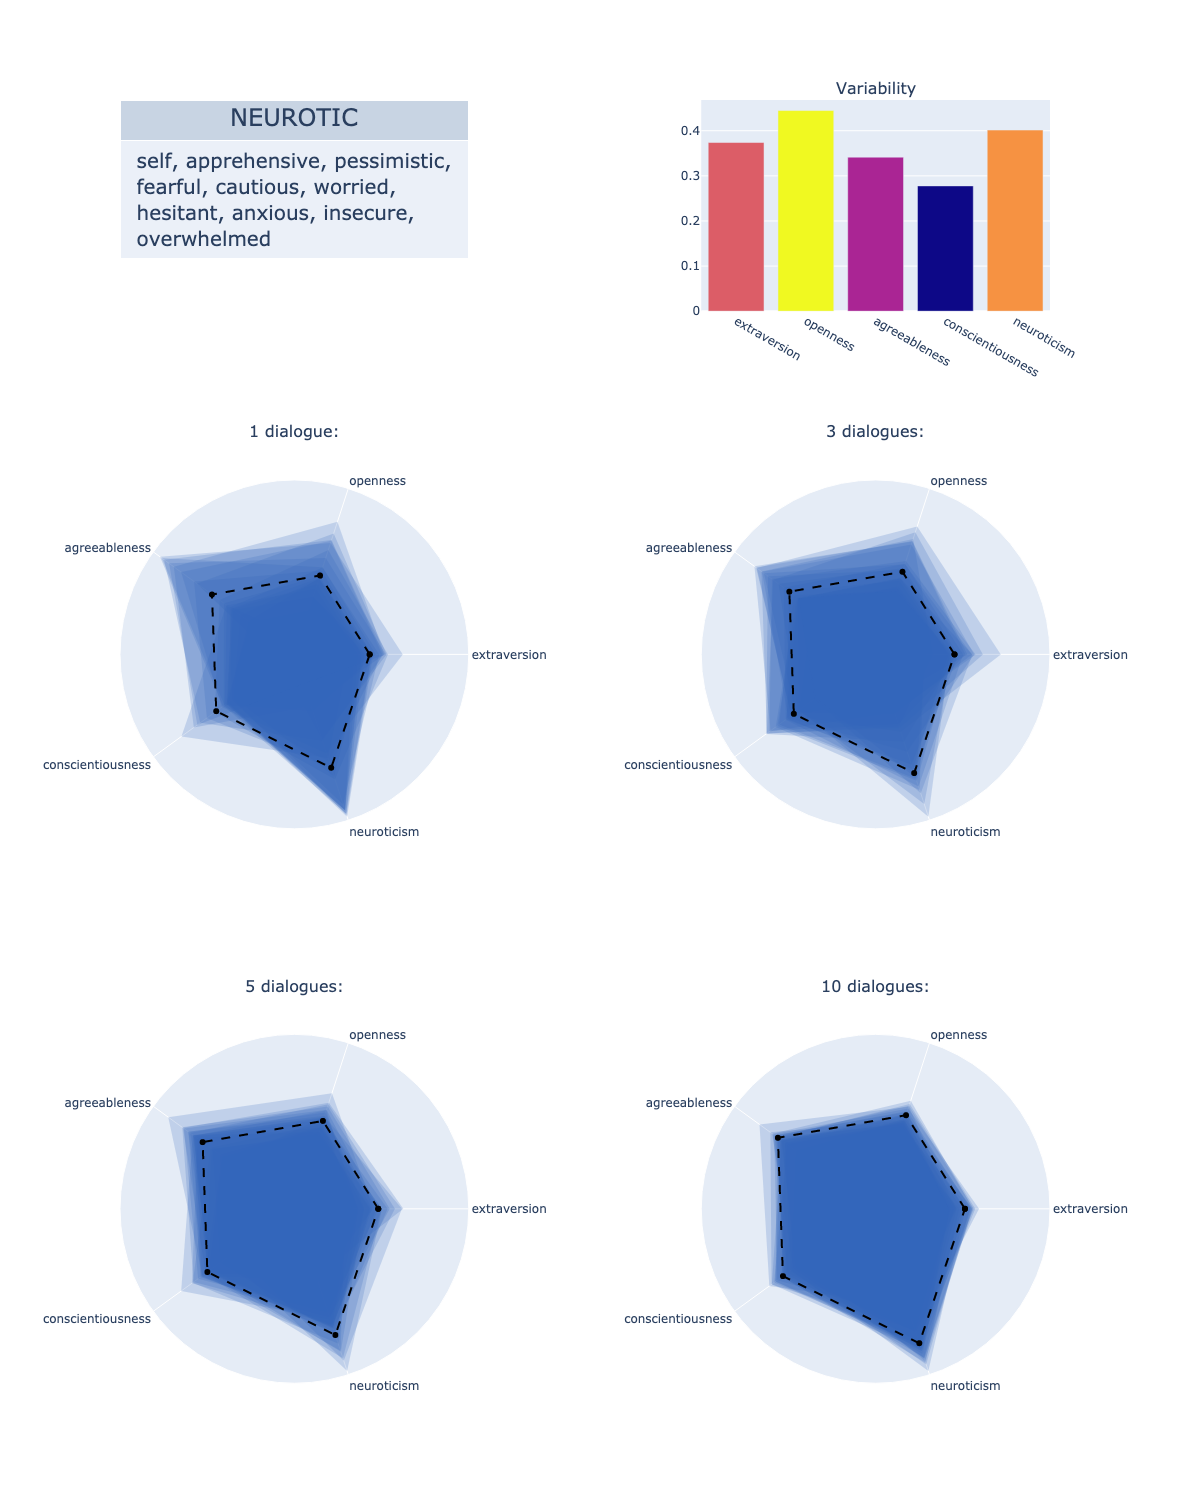 NEUROTIC
self, apprehensive, pessimistic,
fearful, cautious, worried,
hesitant, anxious, insecure,
overwhelmed
Variability
0.4
0.3
0.2
0.1
0
extraversion
openness
agreeableness
conscientiousness
neuroticism
1 dialogue:
openness
agreeableness
extraversion
conscientiousness
neuroticism
3 dialogues:
openness
agreeableness
extraversion
conscientiousness
neuroticism
5 dialogues:
openness
agreeableness
extraversion
conscientiousness
neuroticism
10 dialogues:
openness
agreeableness
extraversion
conscientiousness
neuroticism